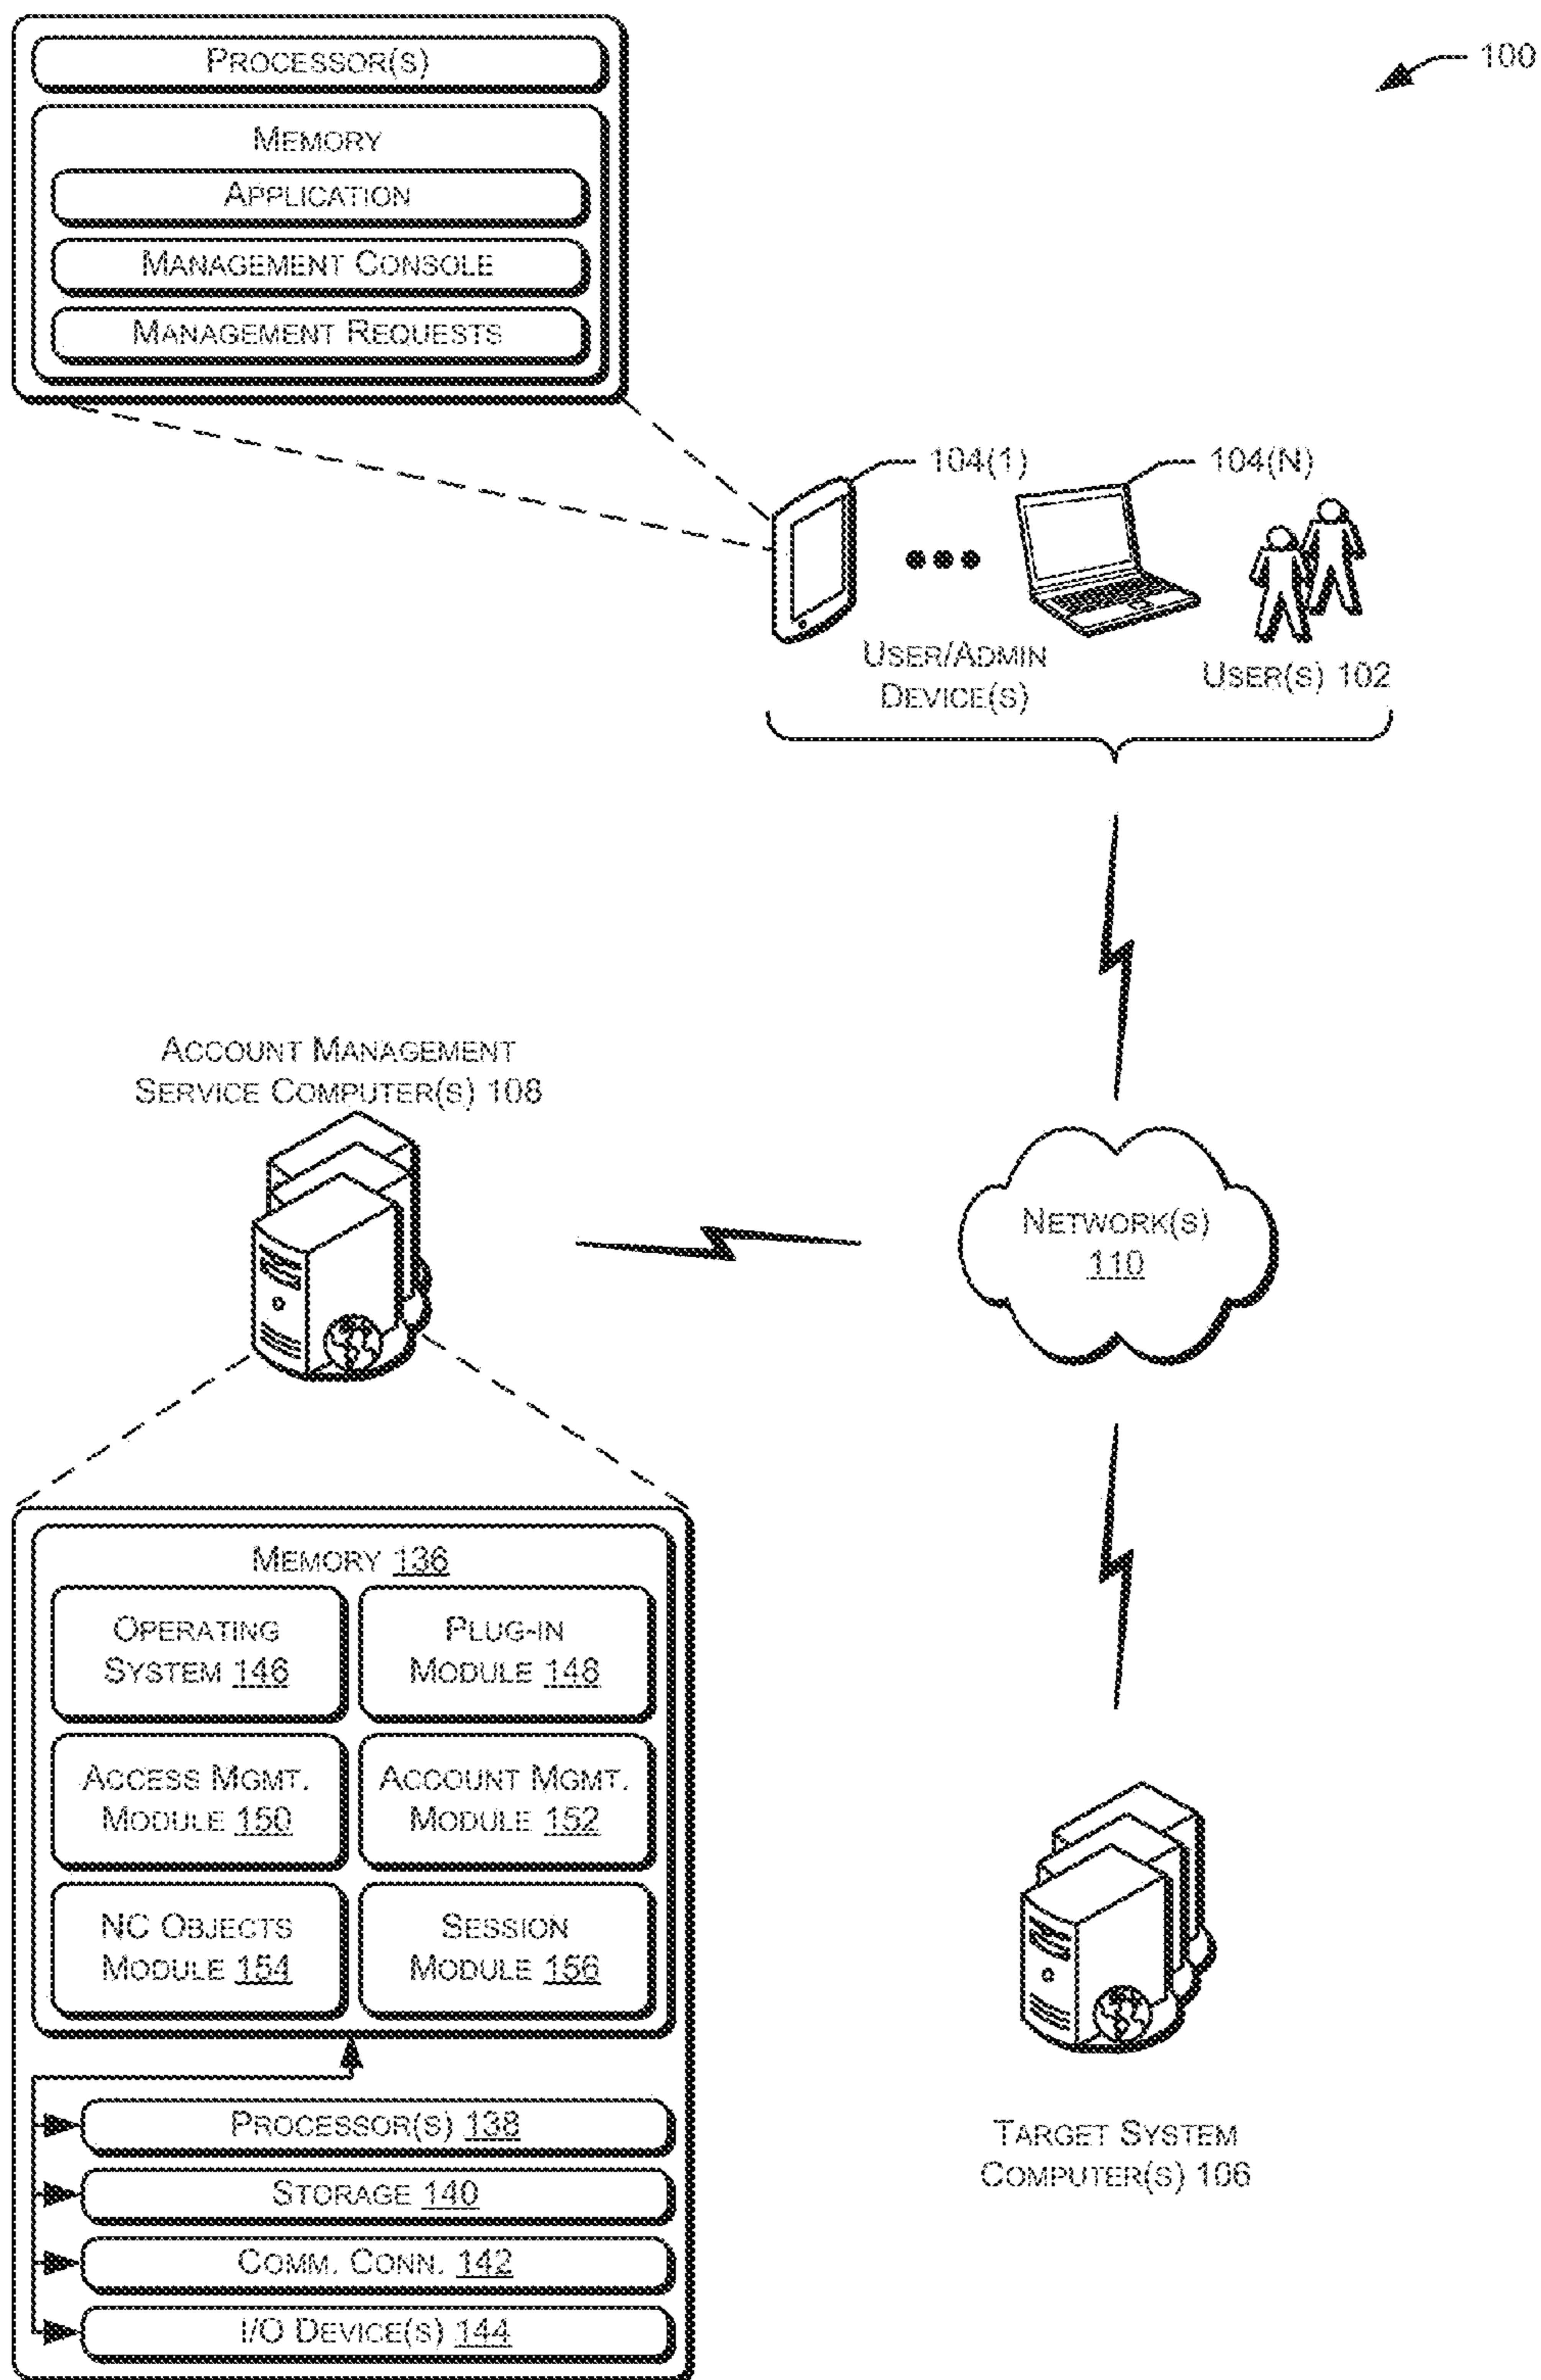 PROCESSOR(S)
100
MEMORY
APPLICATION
MANAGEMENT CONSOLE
MANAGEMENT REQUESTS
104(1)
104(N)
USER/ADMIN
DEVICE(S)
USER(S) 102
ACCOUNT MANAGEMENT
SERVICE COMPUTER(S) 108
NETWORK(S)
110
MEMORY 136
OPERATING
SYSTEM 146
PLUG-IN
MODULE 148
ACCESS MGMT.
MODULE 150
ACCOUNT MGMT.
MODULE 152
NC OBJECTS
MODULE 154
SESSION
MODULE 156
PROCESSOR(S) 138
STORAGE 140
COMM. CONN. 142
I/O DEVICE(S) 144
TARGET SYSTEM
COMPUTER(S) 106